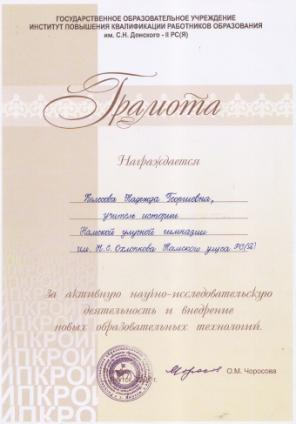 ГОСУДАРСТВЕННОЕ ОБРАЗОВАТЕЛЬНОЕ УЧРЕЖДЕНИЕ
ИНСТИТУТ ПОВЫШЕНИЯ КВАЛИФИКАЦИИ РАБОТНИКОВ ОБРАЗОВАНИЯ
им. С.Н. Донского - II РС(Я)
Грамота
Награждается
Надежда Георгиевна,
учитель истории
Намской улусной гимназии
им. Н.С. Охлопкова Намского улуса РС(Я)
За активную научно-исследовательскую
деятельность и внедрение
новых образовательных технологий.
О.М. Чоросова
ИПКРО